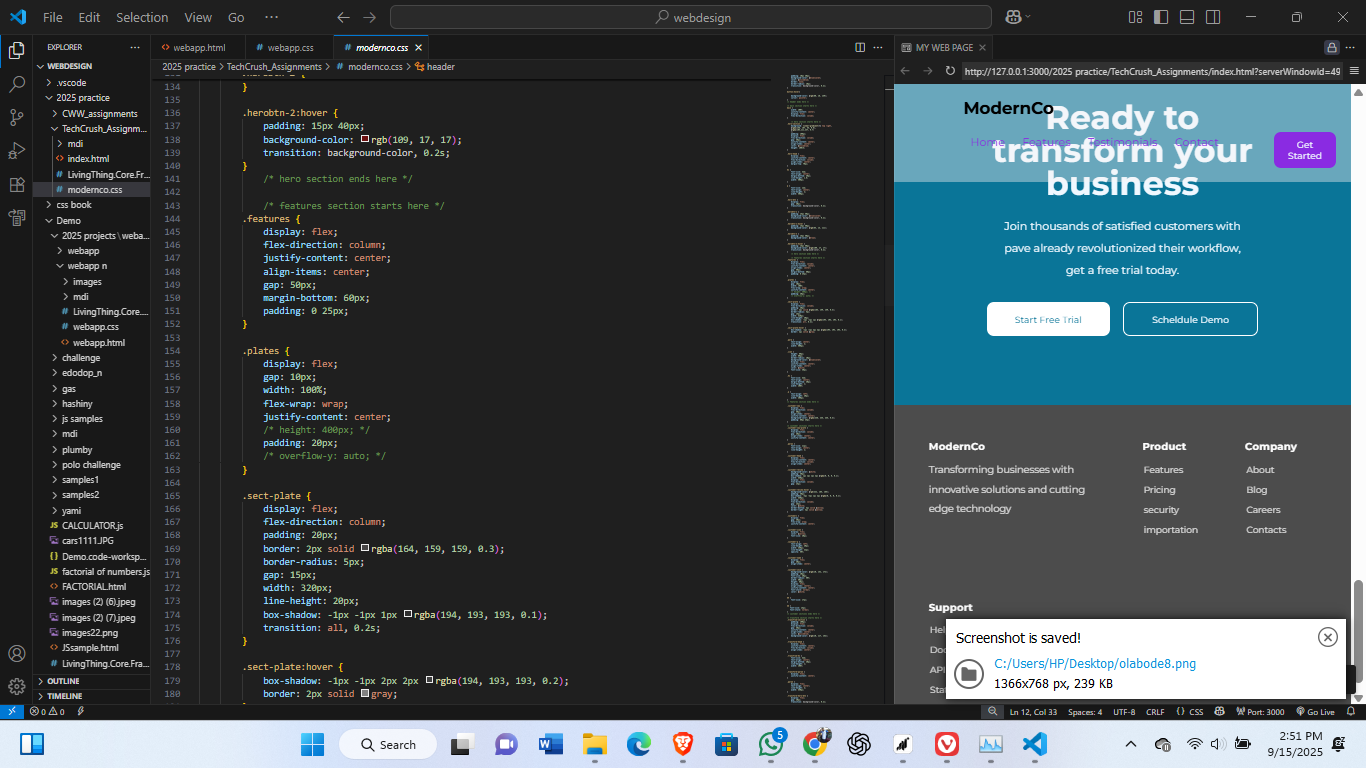 File Edit Selection View Go ···
webdesign
EXPLORER
WEBDESIGN
.vscode
2025 practice
CWW_assignments
TechCrush_Assignm...
mdi
index.html
LivingThing.Core.Fr...
modernco.css
css book
Demo
2025 projects \ weba...
webapp
webapp n
images
mdi
LivingThing.Core....
webapp.css
webapp.html
challenge
edodop_n
gas
hashiny
js samples
mdi
plumby
polo challenge
samples1
samples2
yami
JS CALCULATOR.js
cars1111.JPG
{} Demo.code-worksp...
JS factorial of numbers.js
<> FACTORIAL.html
images (2) (6).jpeg
images (2) (7).jpeg
images22.png
JS JSsample.html
# LivingThing.Core.Fra...
OUTLINE
TIMELINE
<> webapp.html
# webapp.css
# modernco.css
2025 practice > TechCrush_Assignments > # modernco.css > header
134 }
135
136 .herobtn-2:hover {
137 padding: 15px 40px;
138 background-color: rgb(109, 17, 17);
139 transition: background-color, 0.2s;
140 }
141 /* hero section ends here */
142
143 /* features section starts here */
144 .features {
145 display: flex;
146 flex-direction: column;
147 justify-content: center;
148 align-items: center;
149 gap: 50px;
150 margin-bottom: 60px;
151 padding: 0 25px;
152 }
153
154 .plates {
155 display: flex;
156 gap: 10px;
157 width: 100%;
158 flex-wrap: wrap;
159 justify-content: center;
160 /* height: 400px; */
161 padding: 20px;
162 /* overflow-y: auto; */
163 }
164
165 .sect-plate {
166 display: flex;
167 flex-direction: column;
168 padding: 20px;
169 border: 2px solid rgba(164, 159, 159, 0.3);
170 border-radius: 5px;
171 gap: 15px;
172 width: 320px;
173 line-height: 20px;
174 box-shadow: -1px -1px 1px rgba(194, 193, 193, 0.1);
175 transition: all, 0.2s;
176 }
177
178 .sect-plate:hover {
179 box-shadow: -1px -1px 2px 2px rgba(194, 193, 193, 0.2);
180 border: 2px solid gray;
MY WEB PAGE
http://127.0.0.1:3000/2025 practice/TechCrush_Assignments/index.html?serverWindowId=49
ModernCo
Home Features Testimonials Contact
Get Started
Ready to
transform your
business
Join thousands of satisfied customers with
pave already revolutionized their workflow,
get a free trial today.
Start Free Trial
Scheldule Demo
ModernCo
Transforming businesses with
innovative solutions and cutting
edge technology
Product
Features
Pricing
security
importation
Company
About
Blog
Careers
Contacts
Support
Screenshot is saved!
C:/Users/HP/Desktop/olabode8.png
1366x768 px, 239 KB
0 0
Ln 12, Col 33 Spaces: 4 UTF-8 CRLF {} CSS Port: 3000 Go Live
Search
5
2:51 PM
9/15/2025